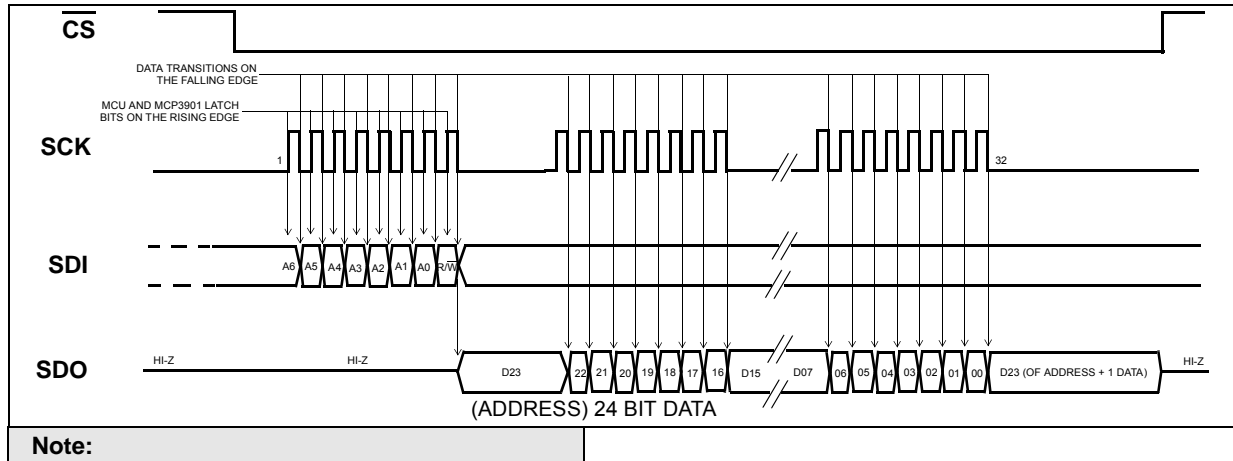 CS
DATA TRANSITIONS ON
THE FALLING EDGE
MCU AND MCP3901 LATCH
BITS ON THE RISING EDGE
SCK
1
32
SDI
A6 A5 A4 A3 A2 A1 A0 R/W
SDO
HI-Z HI-Z D23 22 21 20 19 18 17 16 D15 D07 06 05 04 03 02 01 00 D23 (OF ADDRESS + 1 DATA) HI-Z
(ADDRESS) 24 BIT DATA
Note: